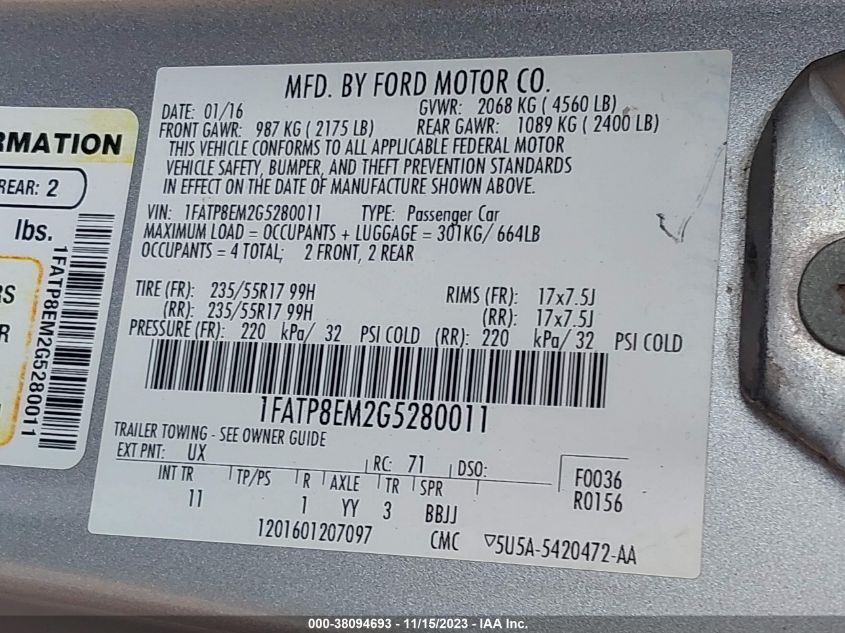 RMATION
REAR: 2
lbs.
RS
R
1FATP8EM2G5280011
MFD. BY FORD MOTOR CO.
DATE: 01/16 GVWR: 2068 KG ( 4560 LB)
FRONT GAWR: 987 KG ( 2175 LB) REAR GAWR: 1089 KG ( 2400 LB)
THIS VEHICLE CONFORMS TO ALL APPLICABLE FEDERAL MOTOR
VEHICLE SAFETY, BUMPER, AND THEFT PREVENTION STANDARDS
IN EFFECT ON THE DATE OF MANUFACTURE SHOWN ABOVE.
VIN: 1FATP8EM2G5280011 TYPE: Passenger Car
MAXIMUM LOAD = OCCUPANTS + LUGGAGE = 301KG/ 664LB
OCCUPANTS = 4 TOTAL; 2 FRONT, 2 REAR
TIRE (FR): 235/55R17 99H RIMS (FR): 17x7.5J
(RR): 235/55R17 99H (RR): 17x7.5J
PRESSURE (FR): 220 kPa/ 32 PSI COLD (RR): 220 kPa/ 32 PSI COLD
1FATP8EM2G5280011
TRAILER TOWING - SEE OWNER GUIDE
EXT PNT: UX RC: 71 DSO: F0036
INT TR TP/PS R AXLE TR SPR R0156
11 1 YY 3 BBJJ
1201601207097 CMC ▽5U5A-5420472-AA
000-38094693 - 11/15/2023 - IAA Inc.